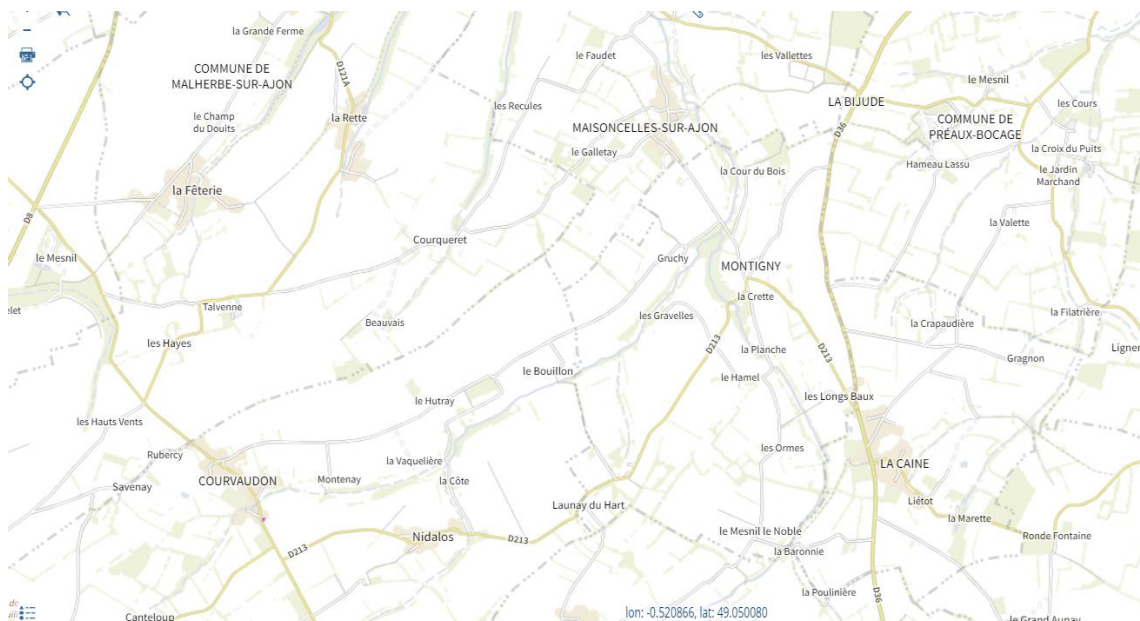 la Grande Ferme
COMMUNE DE
MALHERBE-SUR-AJON
D121A
le Champ
du Douits
la Rette
la Fêterie
D8
le Mesnil
Talvenne
les Hayes
les Hauts Vents
Rubercy
Savenay
COURVAUDON
Montenay
Canteloup
D213
Nidalos
D213
la Côte
la Vaquelière
le Hutray
le Bouillon
Launay du Hart
Beauvais
Courqueret
les Recules
le Faudet
MAISONCELLES-SUR-AJON
le Galletay
Gruchy
les Gravelles
MONTIGNY
la Crette
la Planche
le Hamel
D213
D213
la Cour du Bois
les Vallettes
LA BIJUDE
D36
le Mesnil
COMMUNE DE
PRÉAUX-BOCAGE
les Cours
la Croix du Puits
Hameau Lassu
le Jardin
Marchand
la Valette
la Filatrière
la Crapaudière
Gragnon
Ligner
les Longs Baux
les Ormes
LA CAINE
Liétot
la Marette
Ronde Fontaine
le Mesnil le Noble
la Baronnie
la Poulinière
D36
le Grand Aunay
elet
lon: -0.520866, lat: 49.050080